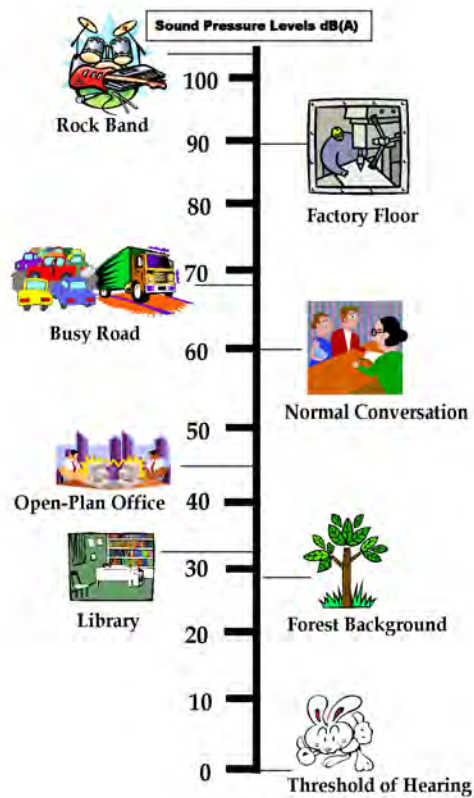 Sound Pressure Levels dB(A)
100
Rock Band
90
Factory Floor
80
70
Busy Road
60
Normal Conversation
50
Open-Plan Office
40
30
Library
Forest Background
20
10
0
Threshold of Hearing